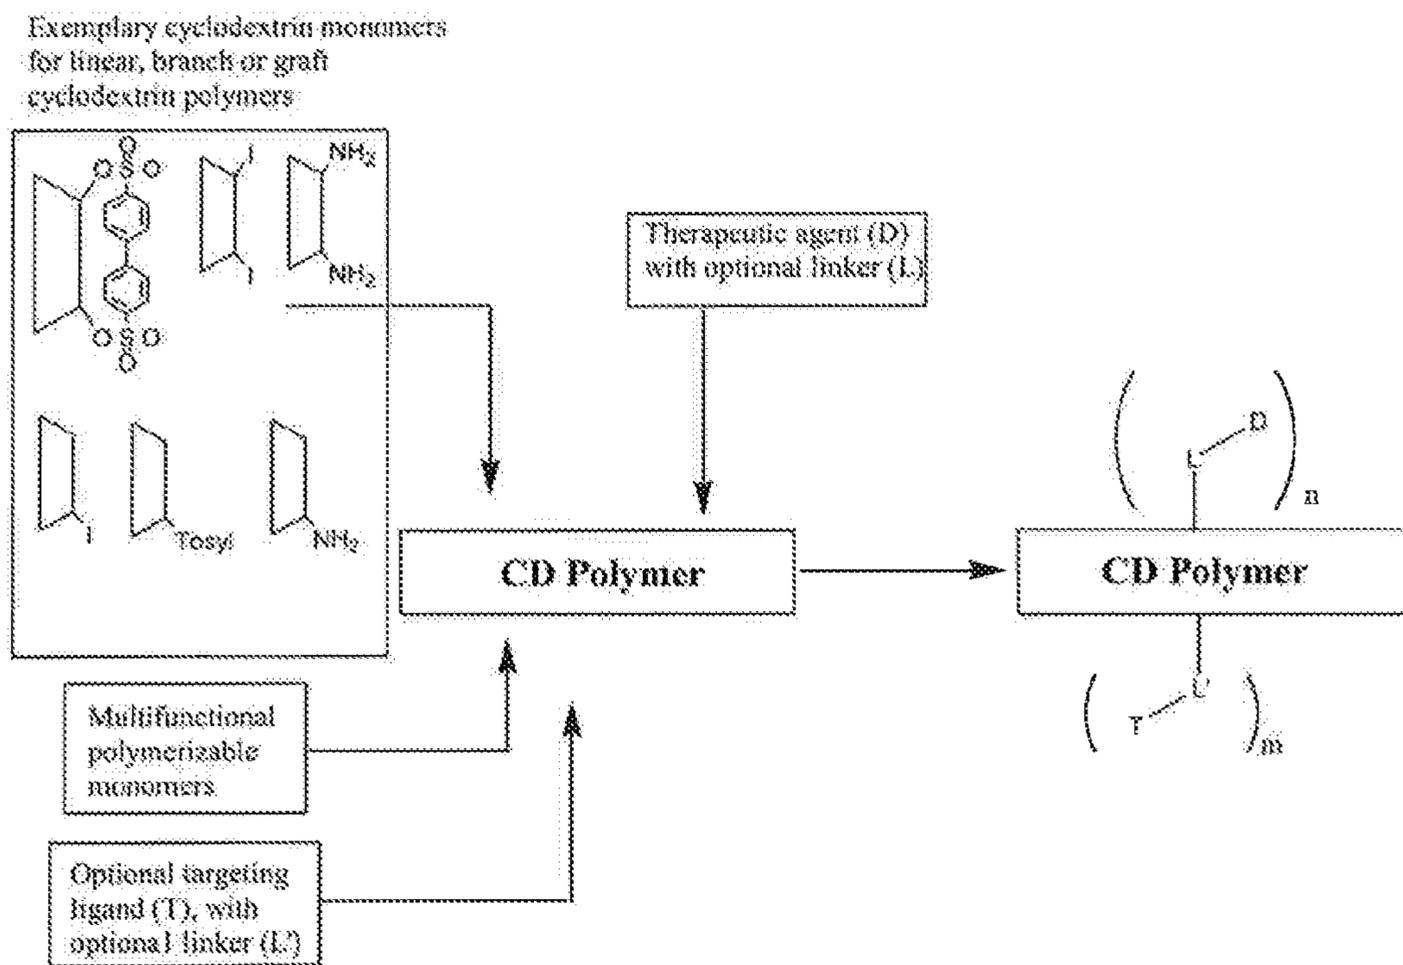 Exemplary cyclodextrin monomers
for linear, branch or graft
cyclodextrin polymers
O
O S O
O S O
O
I
I
NH2
NH2
I
Tosyl
NH2
Therapeutic agent (D)
with optional linker (L)
CD Polymer
Multifunctional
polymerizable
monomers
Optional targeting
ligand (T), with
optional linker (L')
D
L
n
CD Polymer
L'
T
m